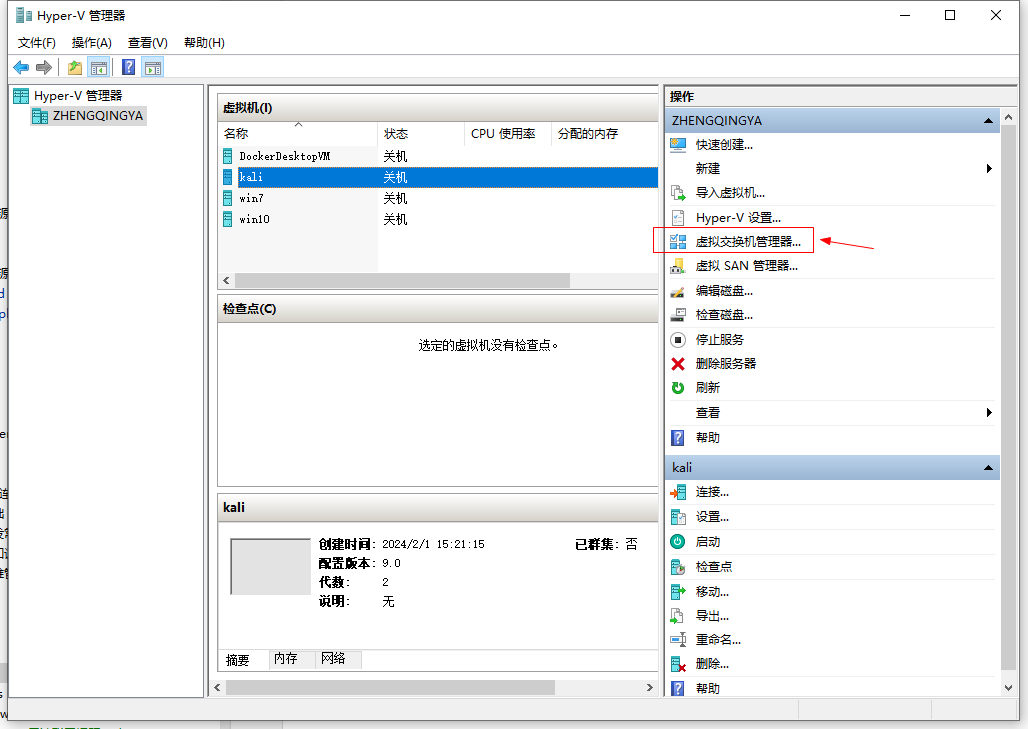 Hyper-V 管理器
文件(F) 操作(A) 查看(V) 帮助(H)
Hyper-V 管理器
ZHENGQINGYA
虚拟机(I)
名称 状态 CPU 使用率 分配的内存
DockerDesktopVM 关机
kali 关机
win7 关机
win10 关机
检查点(C)
选定的虚拟机没有检查点。
kali
创建时间: 2024/2/1 15:21:15 已群集: 否
配置版本: 9.0
代数: 2
说明: 无
摘要 内存 网络
操作
ZHENGQINGYA
快速创建...
新建
导入虚拟机...
Hyper-V 设置...
虚拟交换机管理器...
虚拟 SAN 管理器...
编辑磁盘...
检查磁盘...
停止服务
删除服务器
刷新
查看
帮助
kali
连接...
设置...
启动
检查点
移动...
导出...
重命名...
删除...
帮助